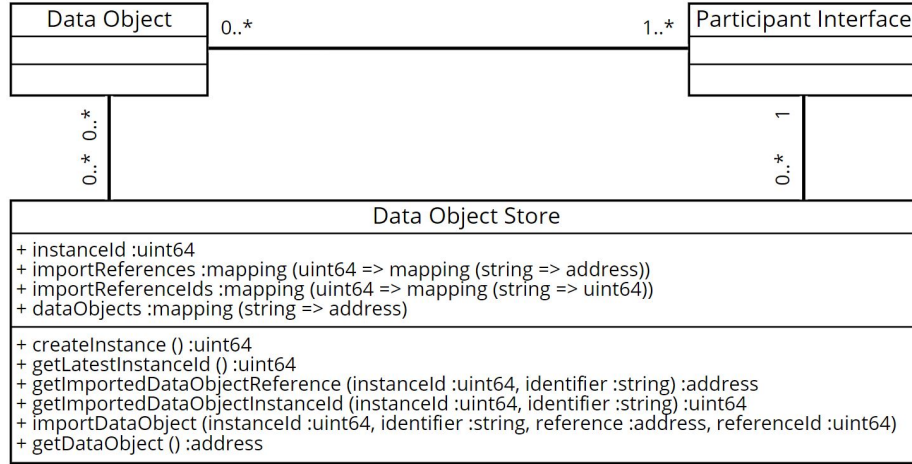 Data Object
0..*
1..*
Participant Interface
0..*
0..*
1
0..*
Data Object Store
+ instanceId :uint64
+ importReferences :mapping (uint64 => mapping (string => address))
+ importReferenceIds :mapping (uint64 => mapping (string => uint64))
+ dataObjects :mapping (string => address)
+ createInstance () :uint64
+ getLatestInstanceId () :uint64
+ getImportedDataObjectReference (instanceId :uint64, identifier :string) :address
+ getImportedDataObjectInstanceId (instanceId :uint64, identifier :string) :uint64
+ importDataObject (instanceId :uint64, identifier :string, reference :address, referenceId :uint64)
+ getDataObject () :address